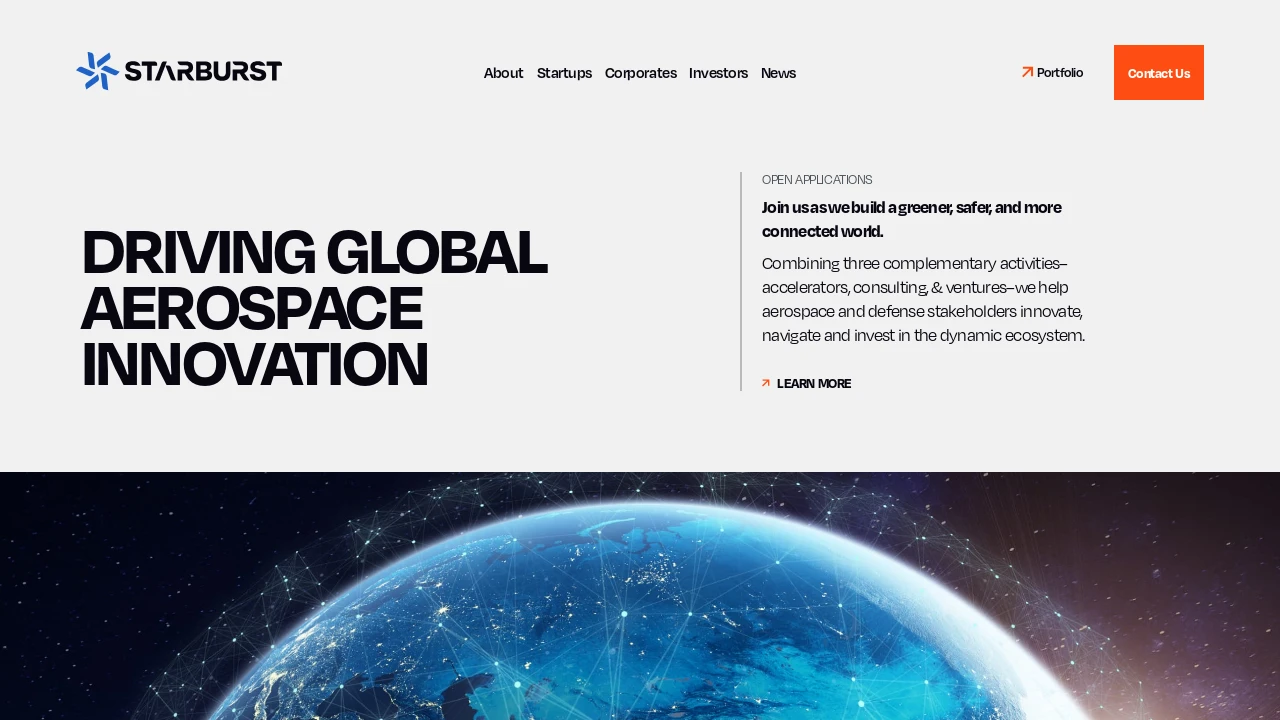 STARBURST
About Startups Corporates Investors News
Portfolio
Contact Us
DRIVING GLOBAL
AEROSPACE
INNOVATION
OPEN APPLICATIONS
Join us as we build a greener, safer, and more
connected world.
Combining three complementary activities–
accelerators, consulting, & ventures–we help
aerospace and defense stakeholders innovate,
navigate and invest in the dynamic ecosystem.
LEARN MORE